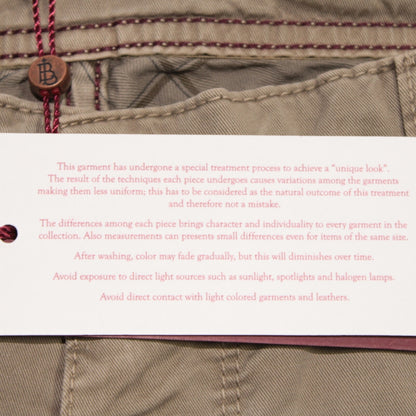 B
This garment has undergone a special treatment process to achieve a "unique look".
The result of the techniques each piece undergoes causes variations among the garments
making them less uniform; this has to be considered as the natural outcome of this treatment
and therefore not a mistake.
The differences among each piece brings character and individuality to every garment in the
collection. Also measurements can presents small differences even for items of the same size.
After washing, color may fade gradually, but this will diminishes over time.
Avoid exposure to direct light sources such as sunlight, spotlights and halogen lamps.
Avoid direct contact with light colored garments and leathers.